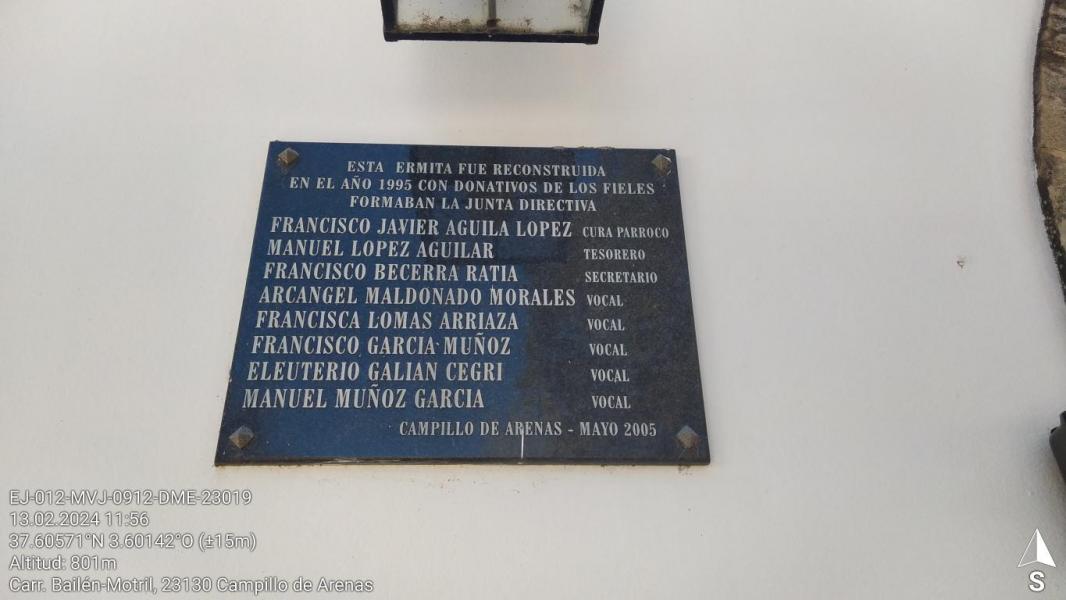 ESTA ERMITA FUE RECONSTRUIDA
EN EL AÑO 1995 CON DONATIVOS DE LOS FIELES
FORMABAN LA JUNTA DIRECTIVA
FRANCISCO JAVIER AGUILA LOPEZ CURA PARROCO
MANUEL LOPEZ AGUILAR TESORERO
FRANCISCO BECERRA RATIA SECRETARIO
ARCANGEL MALDONADO MORALES VOCAL
FRANCISCA LOMAS ARRIAZA VOCAL
FRANCISCO GARCIA MUÑOZ VOCAL
ELEUTERIO GALIAN CEGRI VOCAL
MANUEL MUÑOZ GARCIA VOCAL
CAMPILLO DE ARENAS - MAYO 2005
EJ-012-MVJ-0912-DME-23019
13.02.2024 11:56
37.60571°N 3.60142°O (±15m)
Altitud: 801m
Carr. Bailén-Motril, 23130 Campillo de Arenas
S